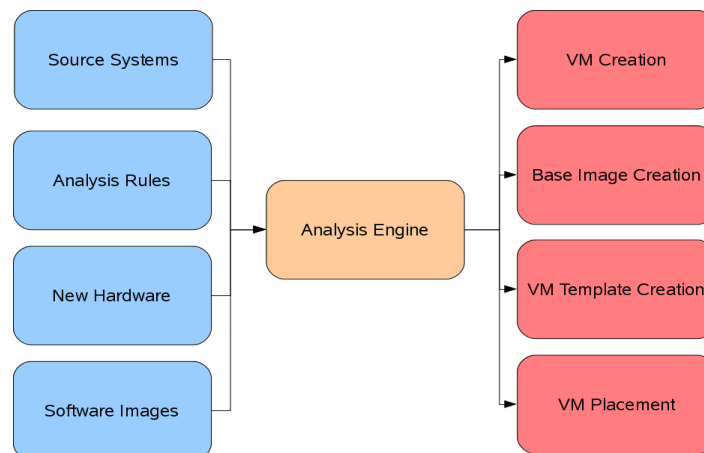 Source Systems
Analysis Rules
New Hardware
Software Images
Analysis Engine
VM Creation
Base Image Creation
VM Template Creation
VM Placement